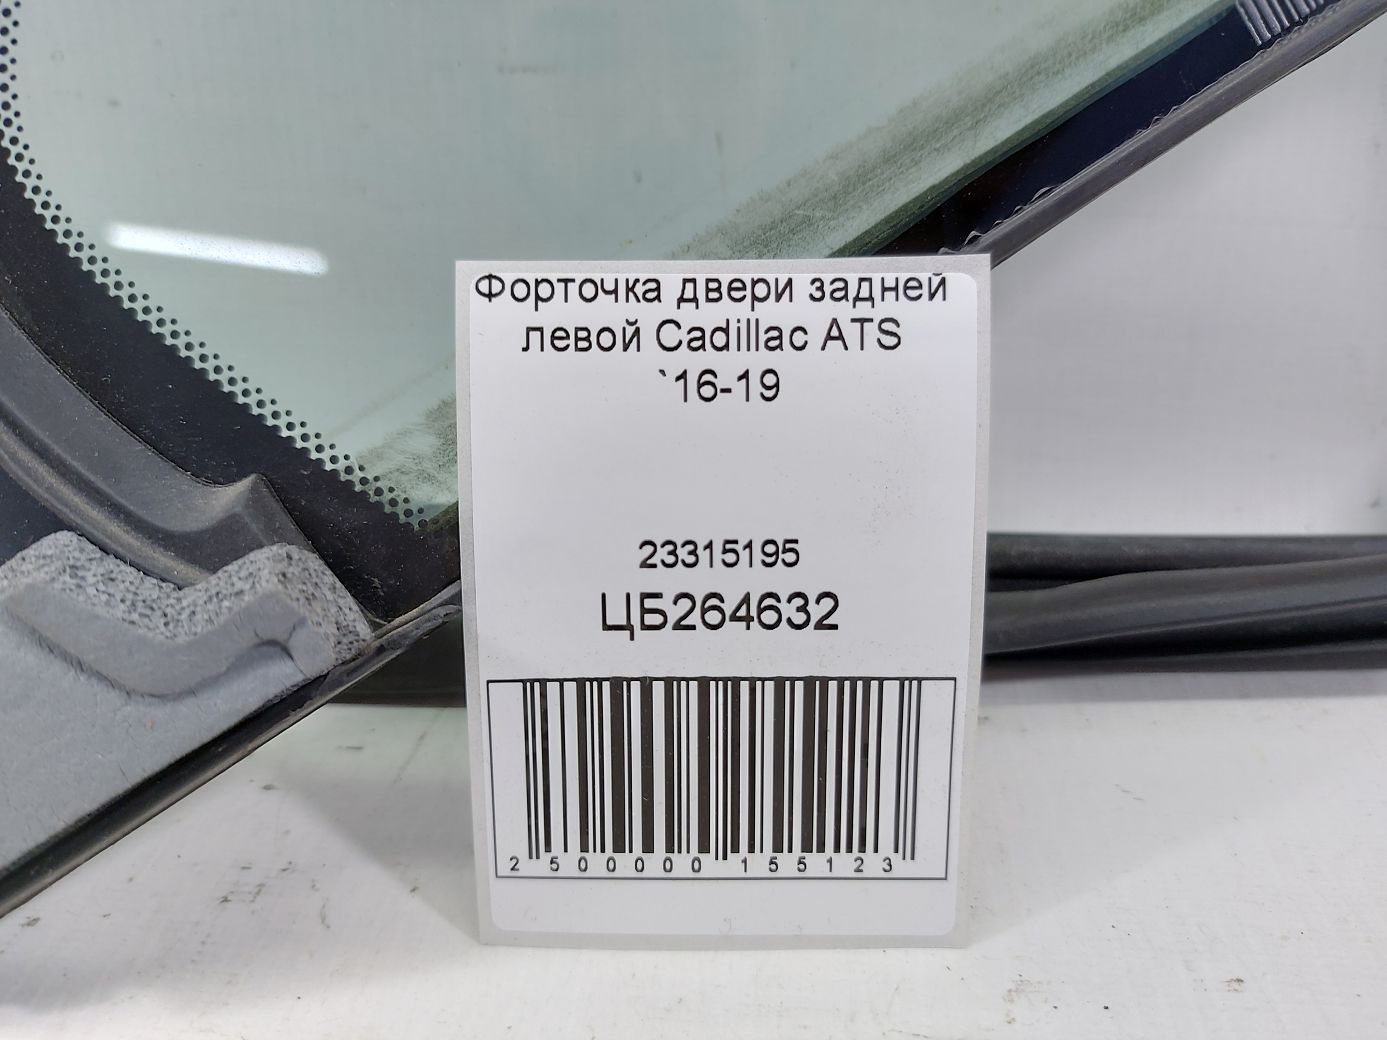 Форточка двери задней
левой Cadillac ATS
`16-19
23315195
ЦБ264632
2 500000 155123